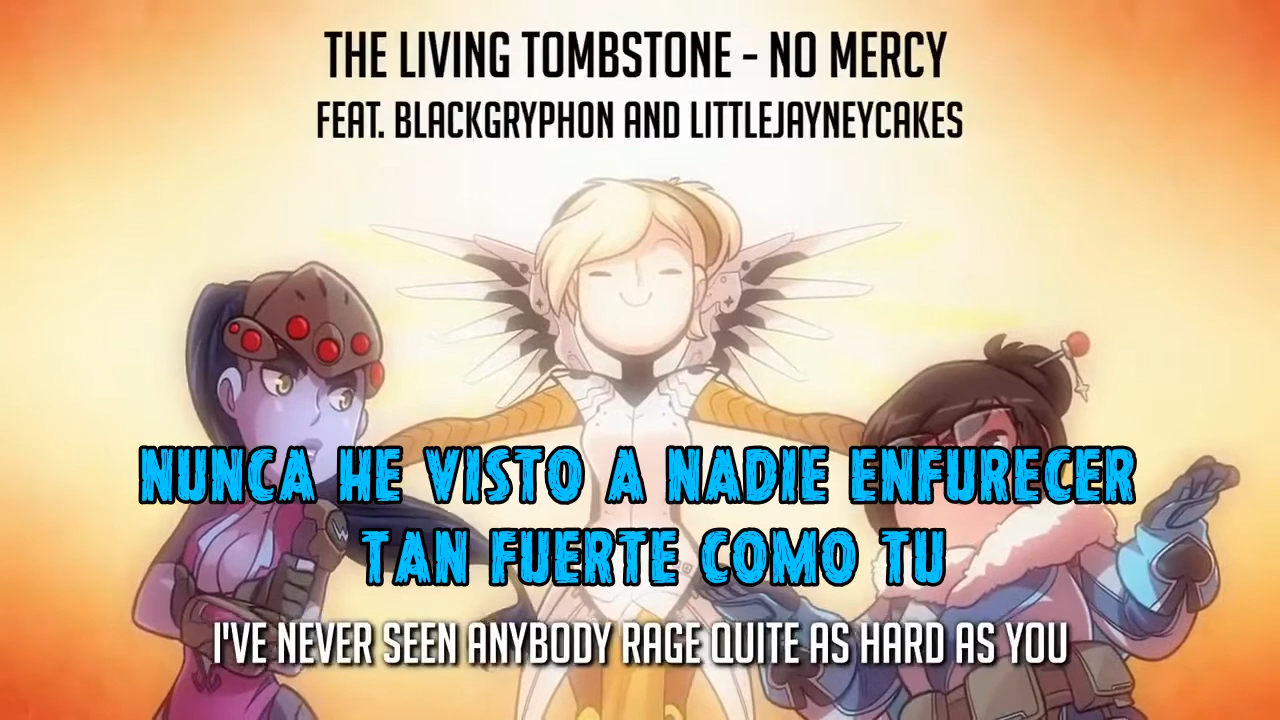 THE LIVING TOMBSTONE - NO MERCY
FEAT. BLACKGRYPHON AND LITTLEJAYNEYCAKES
NUNCA HE VISTO A NADIE ENFURECER
TAN FUERTE COMO TU
I'VE NEVER SEEN ANYBODY RAGE QUITE AS HARD AS YOU